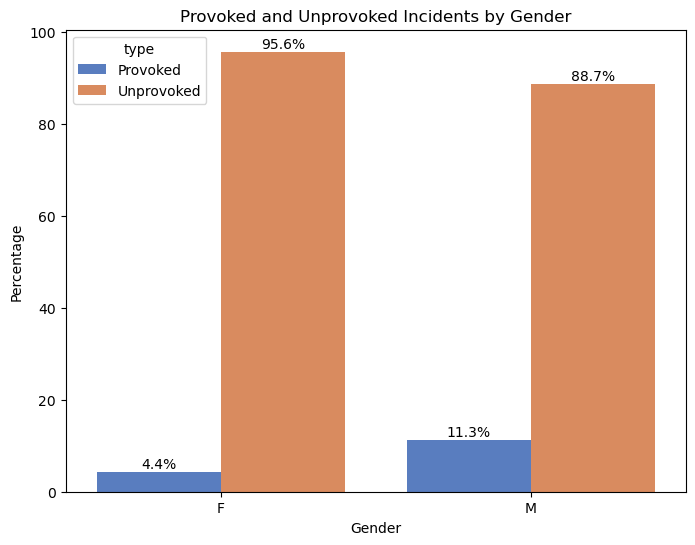 Provoked and Unprovoked Incidents by Gender
type
Provoked
Unprovoked
95.6%
88.7%
4.4%
11.3%
100
80
60
40
20
0
Percentage
F
M
Gender